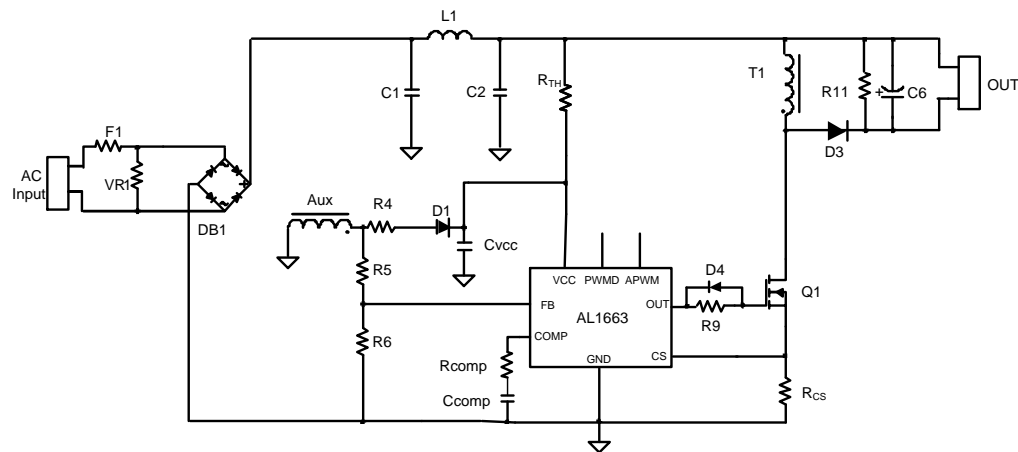 L1
T1
C1
C2
RTH
R11
+
C6
OUT
F1
D3
AC
Input
VR1
+
DB1
Aux
R4
D1
Cvcc
R5
VCC
PWMD
APWM
D4
Q1
FB
OUT
AL1663
R9
R6
COMP
GND
CS
Rcomp
Ccomp
RCS